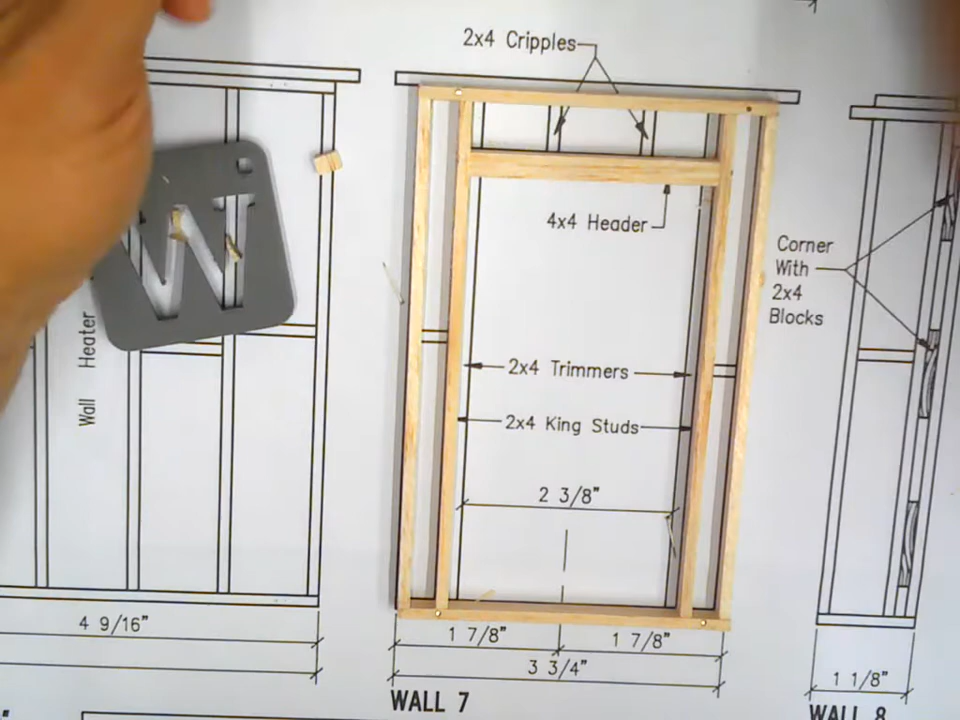 2x4 Cripples
W
4x4 Header
Corner
With
2x4
Blocks
Wall Heater
2x4 Trimmers
2x4 King Studs
2 3/8"
4 9/16"
1 7/8"
1 7/8"
3 3/4"
1 1/8"
WALL 7
WALL 8